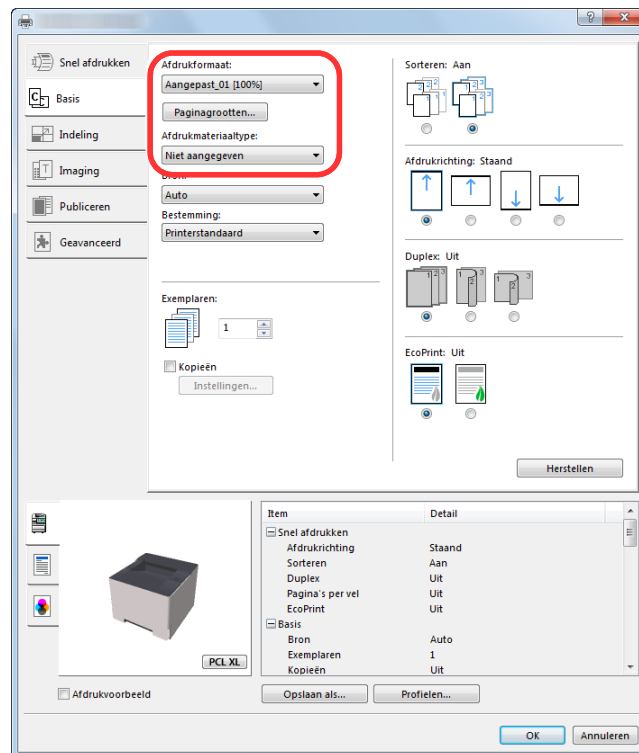 Snel afdrukken
Basis
Indeling
Imaging
Publiceren
Geavanceerd
Afdrukformaat:
Aangepast_01 [100%]
Paginagrootten...
Afdrukmateriaaltype:
Niet aangegeven
Bron:
Auto
Bestemming:
Printerstandaard
Exemplaren:
1
Kopieën
Instellingen...
Sorteren: Aan
Afdrukrichting: Staand
Duplex: Uit
EcoPrint: Uit
Herstellen
PCL XL
Afdrukvoorbeeld
Item Detail
Snel afdrukken
Afdrukrichting Staand
Sorteren Aan
Duplex Uit
Pagina's per vel Uit
EcoPrint Uit
Basis
Bron Auto
Exemplaren 1
Kopieën Uit
Opslaan als... Profielen...
OK Annuleren